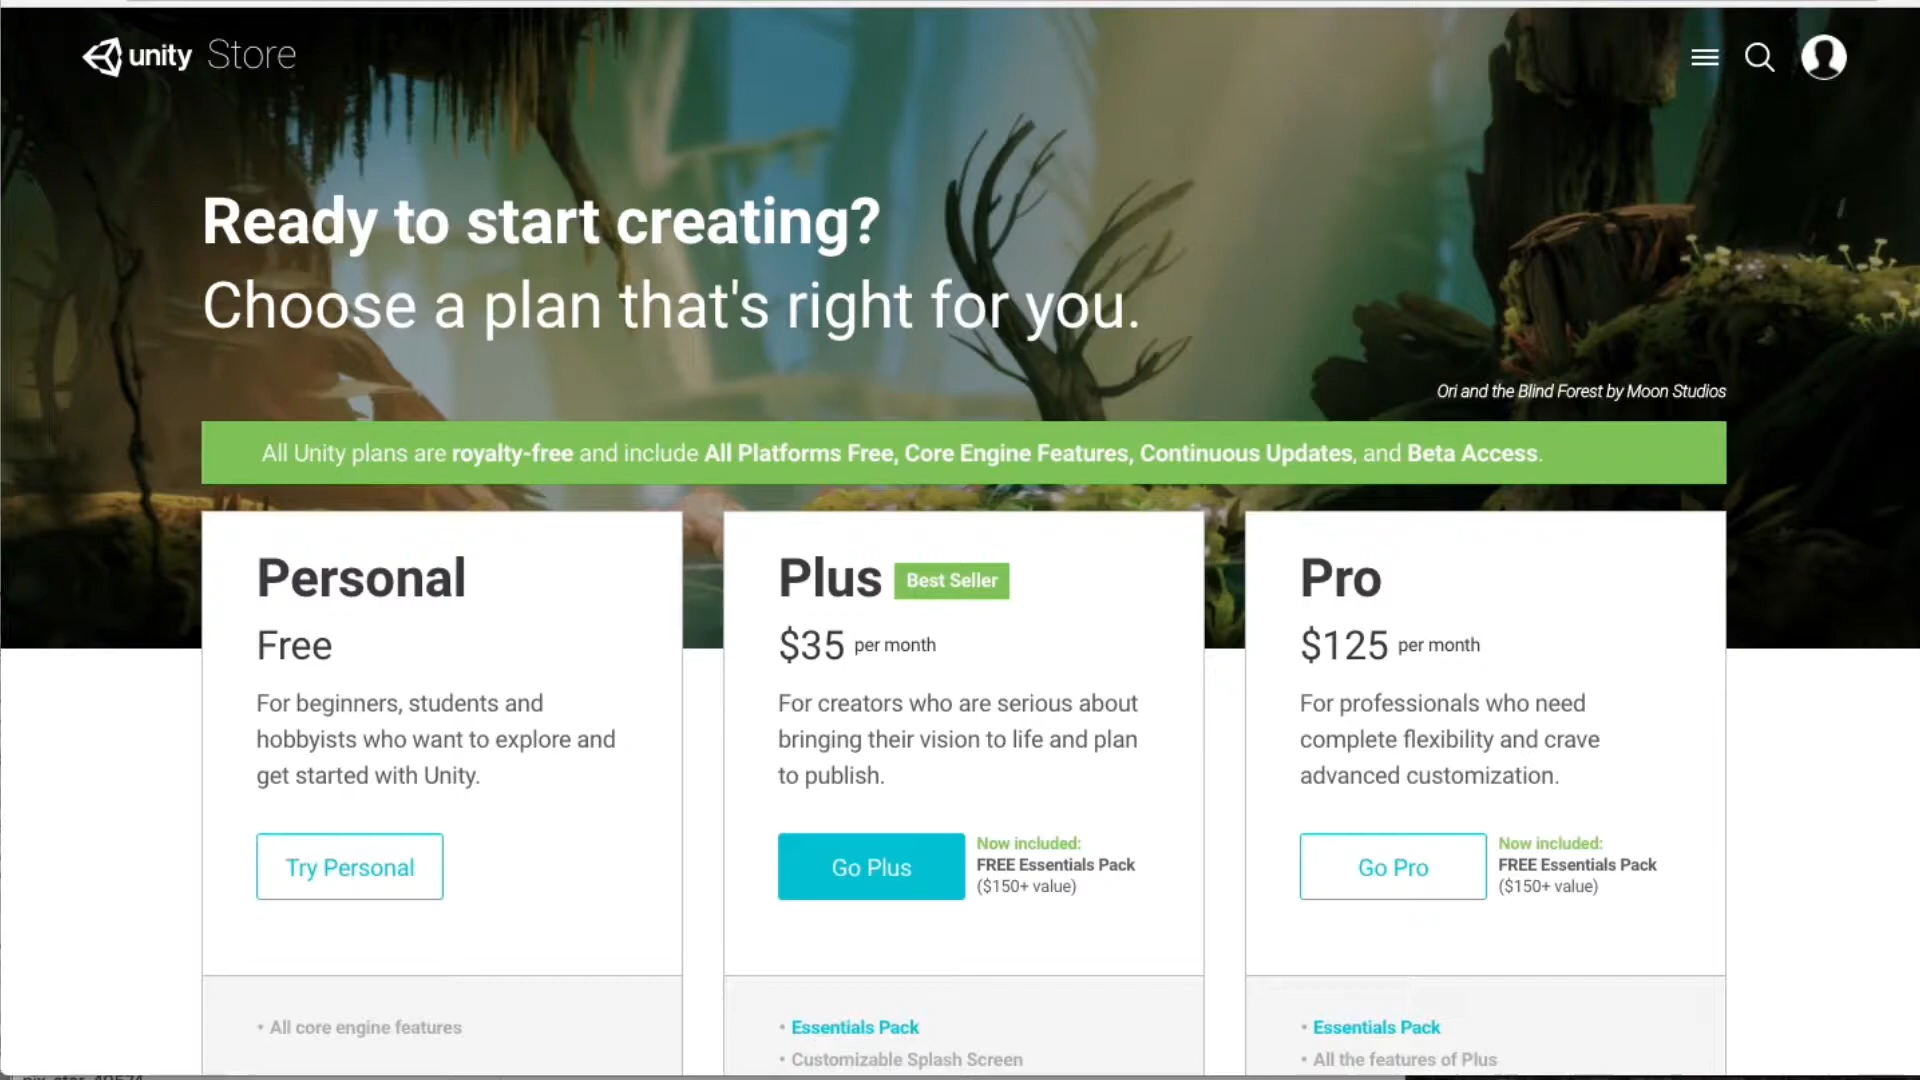 unity Store
Ready to start creating?
Choose a plan that's right for you.
Ori and the Blind Forest by Moon Studios
All Unity plans are royalty-free and include All Platforms Free, Core Engine Features, Continuous Updates, and Beta Access.
Personal
Free
For beginners, students and
hobbyists who want to explore and
get started with Unity.
Try Personal
• All core engine features
Plus Best Seller
$35 per month
For creators who are serious about
bringing their vision to life and plan
to publish.
Go Plus
Now included:
FREE Essentials Pack
($150+ value)
• Essentials Pack
• Customizable Splash Screen
Pro
$125 per month
For professionals who need
complete flexibility and crave
advanced customization.
Go Pro
Now included:
FREE Essentials Pack
($150+ value)
• Essentials Pack
• All the features of Plus